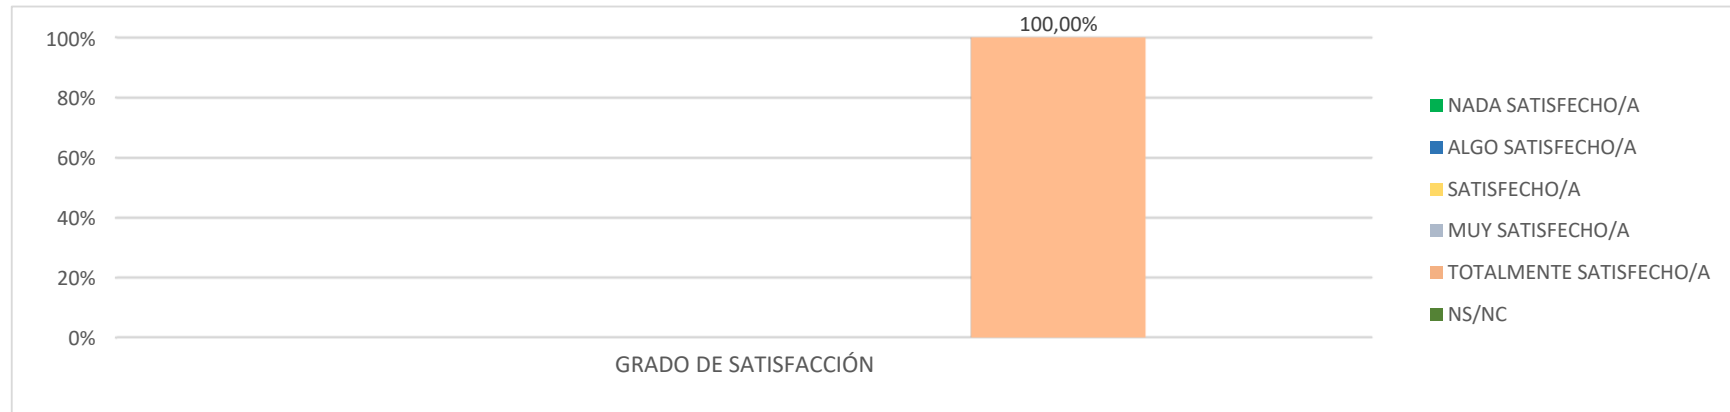 100,00%
100%
80%
60%
40%
20%
0%
GRADO DE SATISFACCIÓN
NADA SATISFECHO/A
ALGO SATISFECHO/A
SATISFECHO/A
MUY SATISFECHO/A
TOTALMENTE SATISFECHO/A
NS/NC